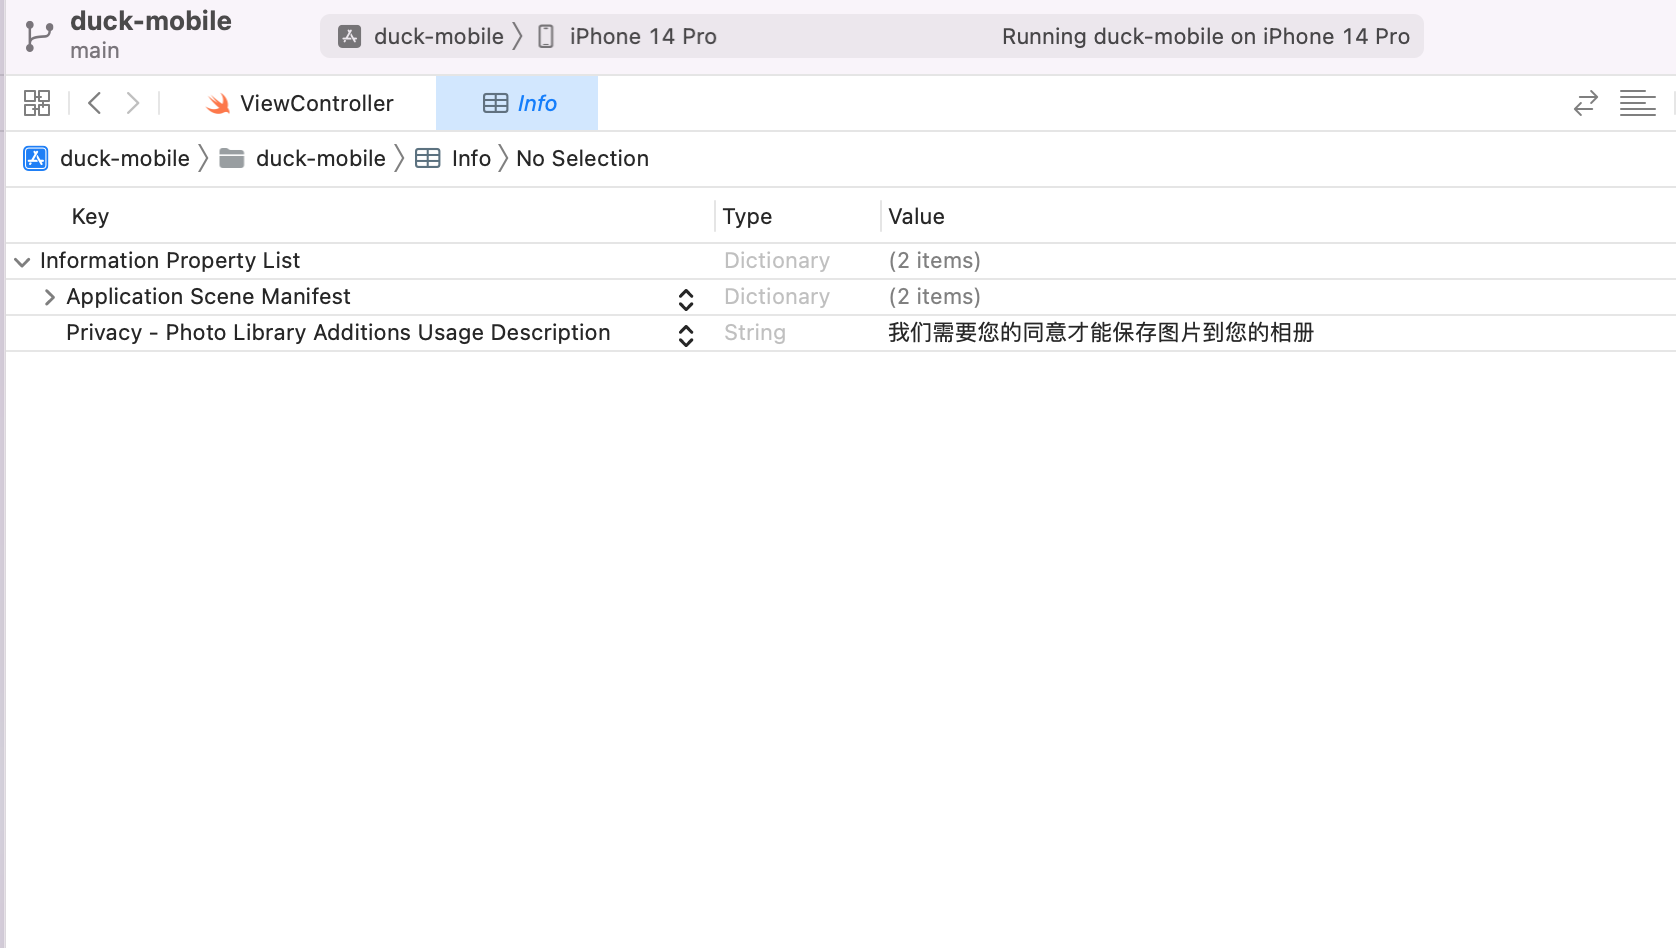 duck-mobile
main
duck-mobile iPhone 14 Pro Running duck-mobile on iPhone 14 Pro
ViewController Info
duck-mobile duck-mobile Info No Selection
Key Type Value
Information Property List Dictionary (2 items)
Application Scene Manifest Dictionary (2 items)
Privacy - Photo Library Additions Usage Description String 我们需要您的同意才能保存图片到您的相册